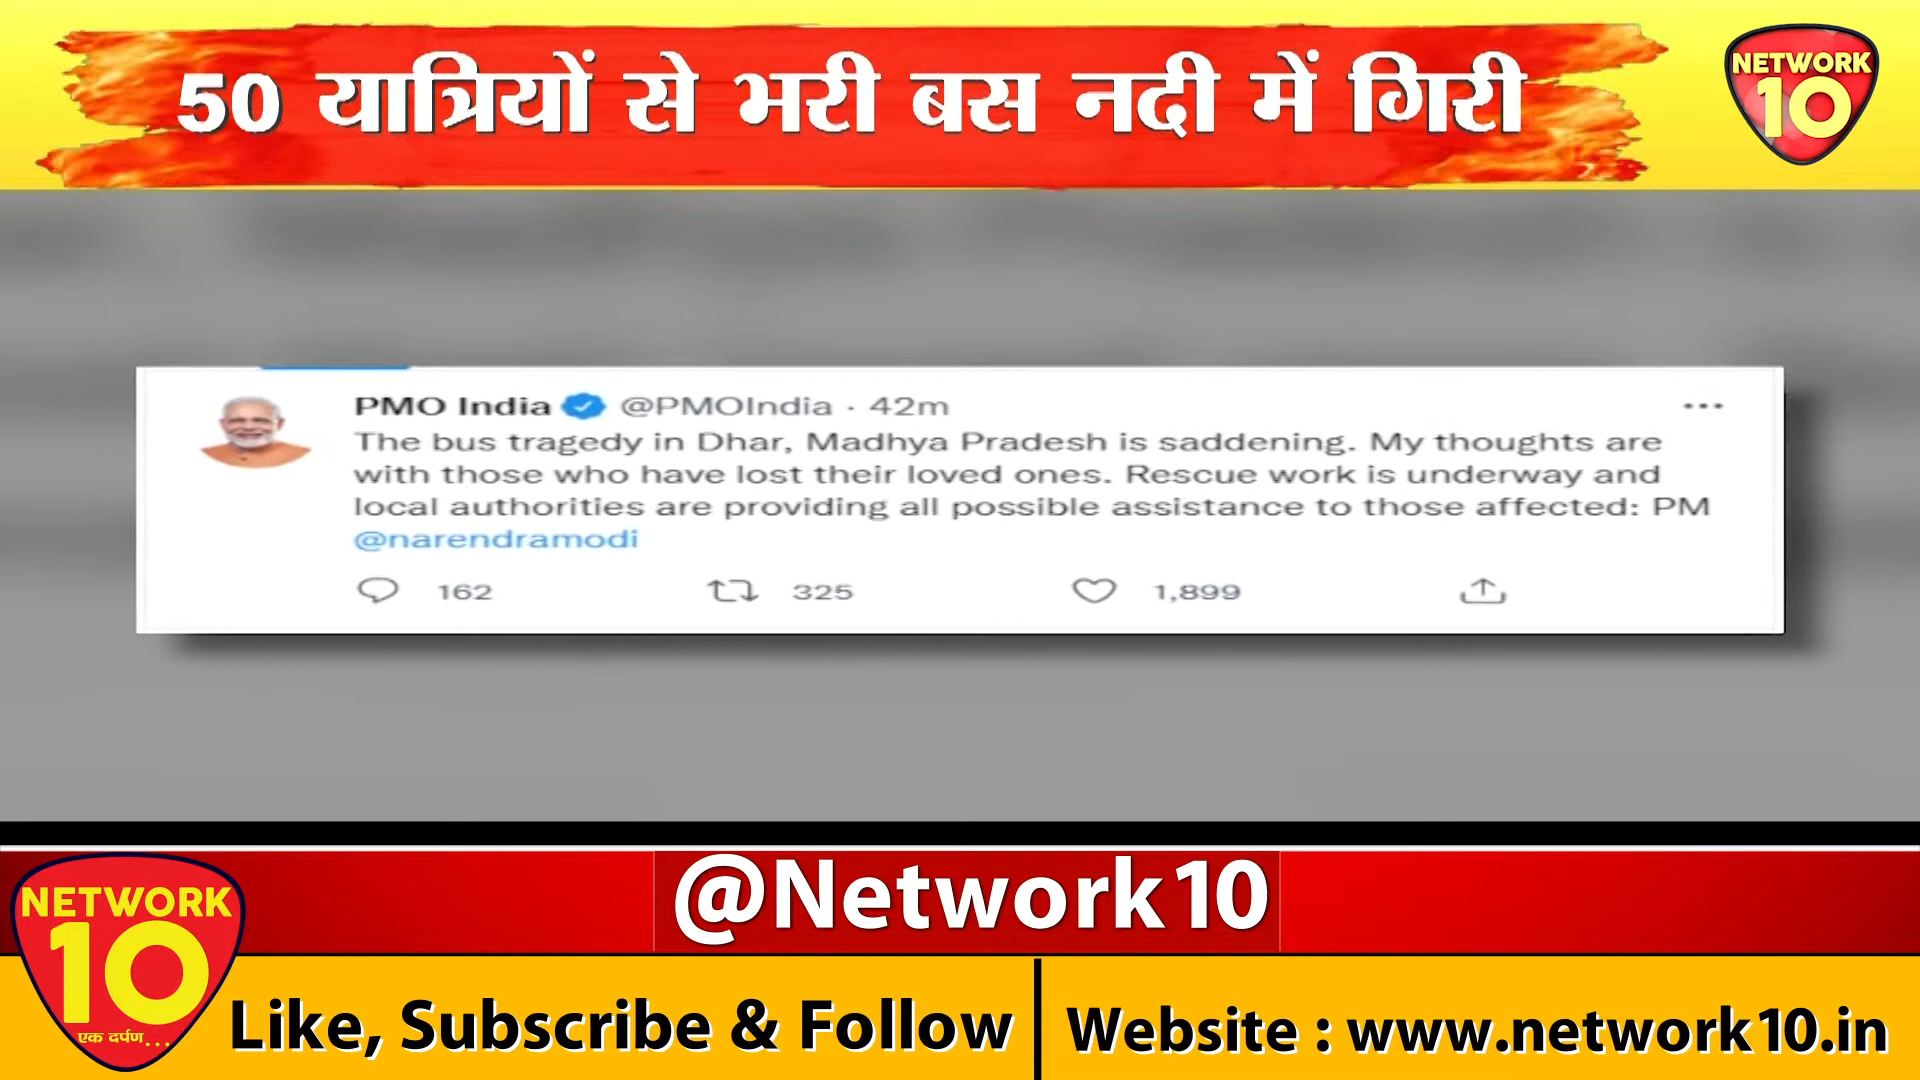 50 यात्रियों से भरी बस नदी में गिरी
NETWORK
10
PMO India @PMOIndia · 42m
The bus tragedy in Dhar, Madhya Pradesh is saddening. My thoughts are
with those who have lost their loved ones. Rescue work is underway and
local authorities are providing all possible assistance to those affected: PM
@narendramodi
162 325 1,899
@Network10
NETWORK
10
एक दर्पण...
Like, Subscribe & Follow
Website : www.network10.in